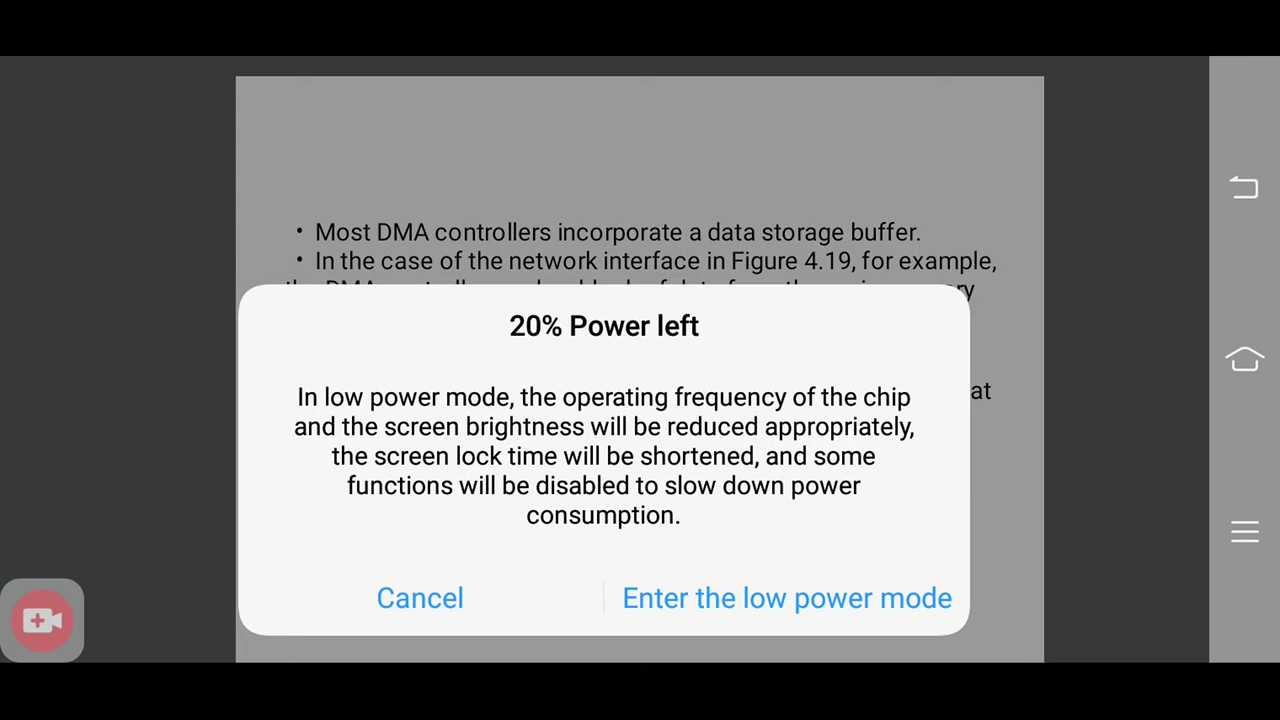 • Most DMA controllers incorporate a data storage buffer.
• In the case of the network interface in Figure 4.19, for example,
20% Power left
at
In low power mode, the operating frequency of the chip
and the screen brightness will be reduced appropriately,
the screen lock time will be shortened, and some
functions will be disabled to slow down power
consumption.
Cancel
Enter the low power mode